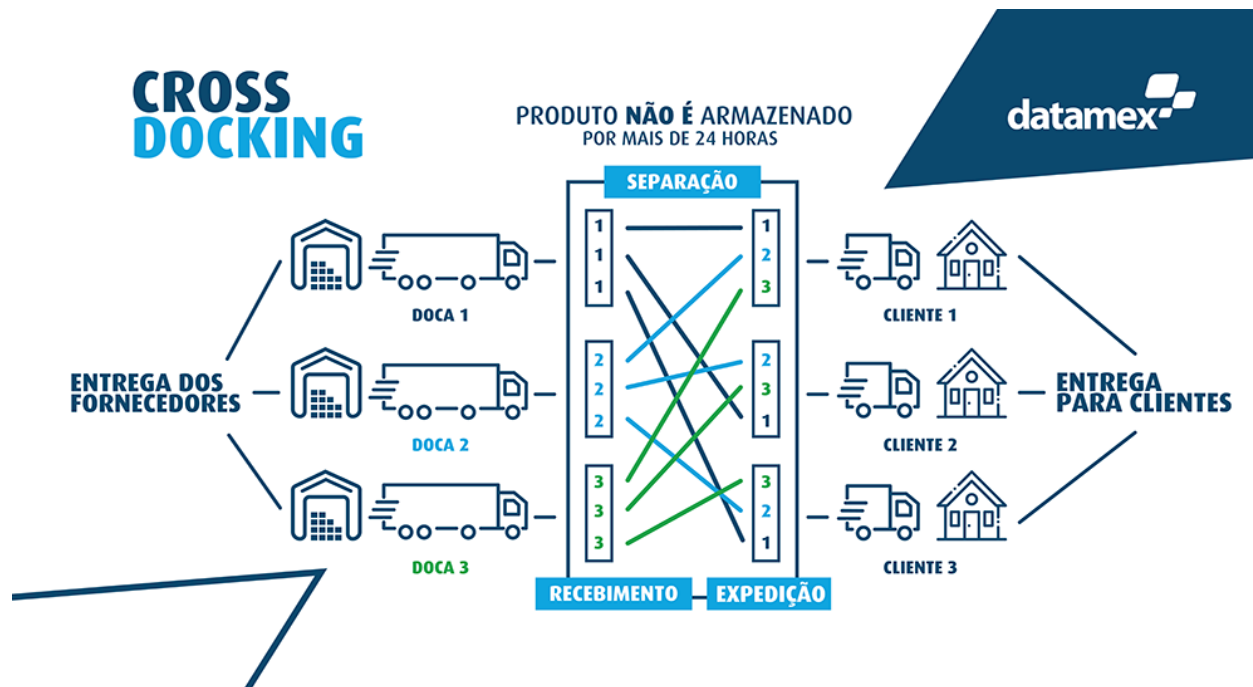 CROSS
DOCKING
PRODUTO NÃO É ARMAZENADO
POR MAIS DE 24 HORAS
datamex
SEPARAÇÃO
ENTREGA DOS
FORNECEDORES
DOCA 1
DOCA 2
DOCA 3
1
1
1
2
2
2
3
3
3
1
2
3
2
3
1
3
2
1
RECEBIMENTO
EXPEDIÇÃO
CLIENTE 1
CLIENTE 2
CLIENTE 3
ENTREGA
PARA CLIENTES